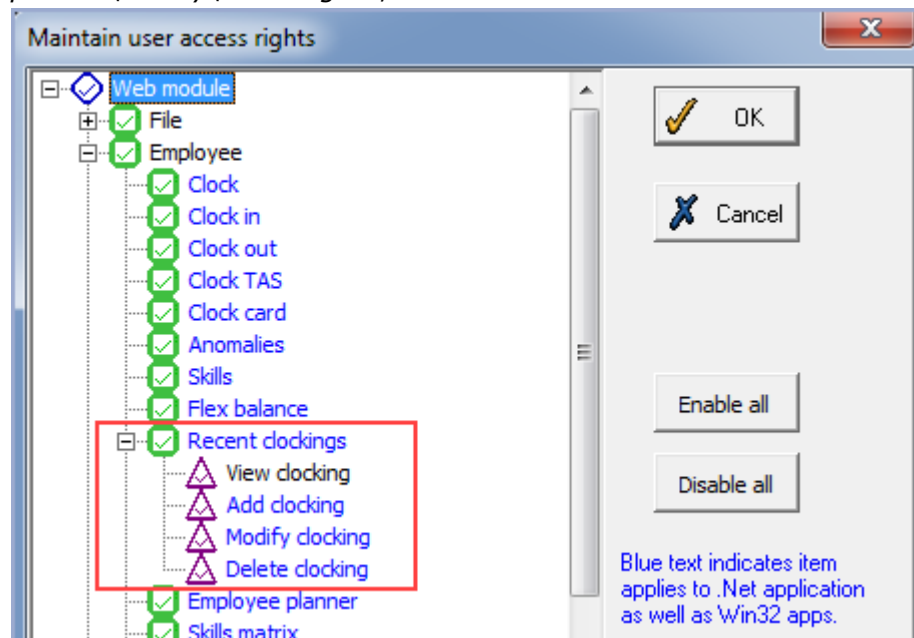 Maintain user access rights
Web module
File
Employee
Clock
Clock in
Clock out
Clock TAS
Clock card
Anomalies
Skills
Flex balance
Recent clockings
View clocking
Add clocking
Modify clocking
Delete clocking
Employee planner
Skills matrix
OK
Cancel
Enable all
Disable all
Blue text indicates item
applies to .Net application
as well as Win32 apps.